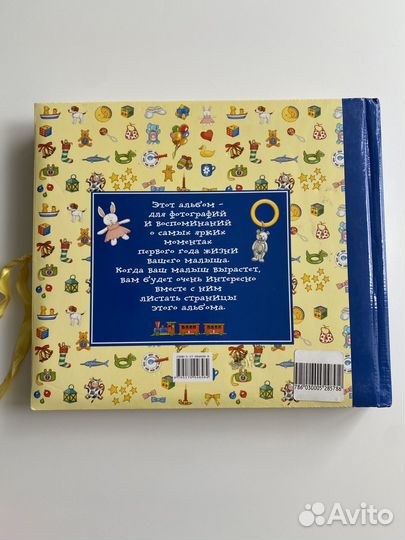 Этот альбом –
для фотографий
и воспоминаний
о самых ярких
моментах
первого года жизни
вашего малыша.
Когда ваш малыш вырастет,
вам будет очень интересно
вместе с ним
листать страницы
этого альбома.
786030005285786
Avito